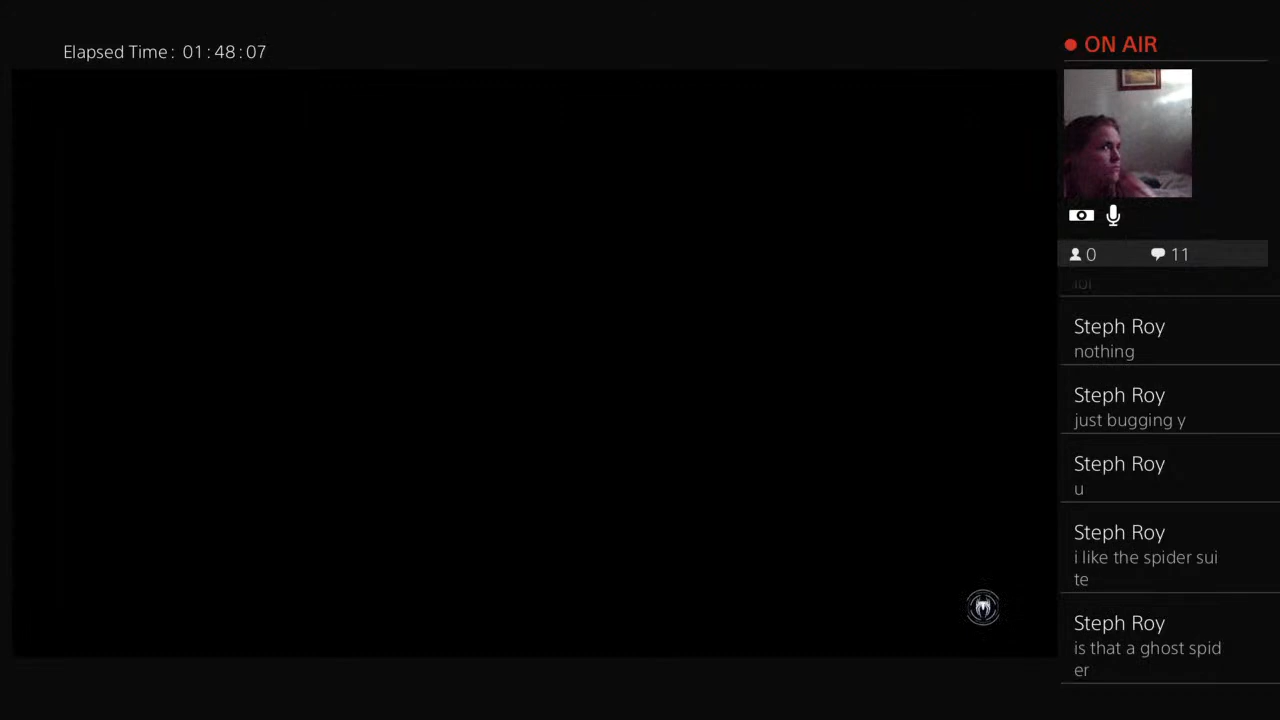 Elapsed Time: 01:48:07
ON AIR
0 11
lol
Steph Roy
nothing
Steph Roy
just bugging y
Steph Roy
u
Steph Roy
i like the spider sui
te
Steph Roy
is that a ghost spid
er